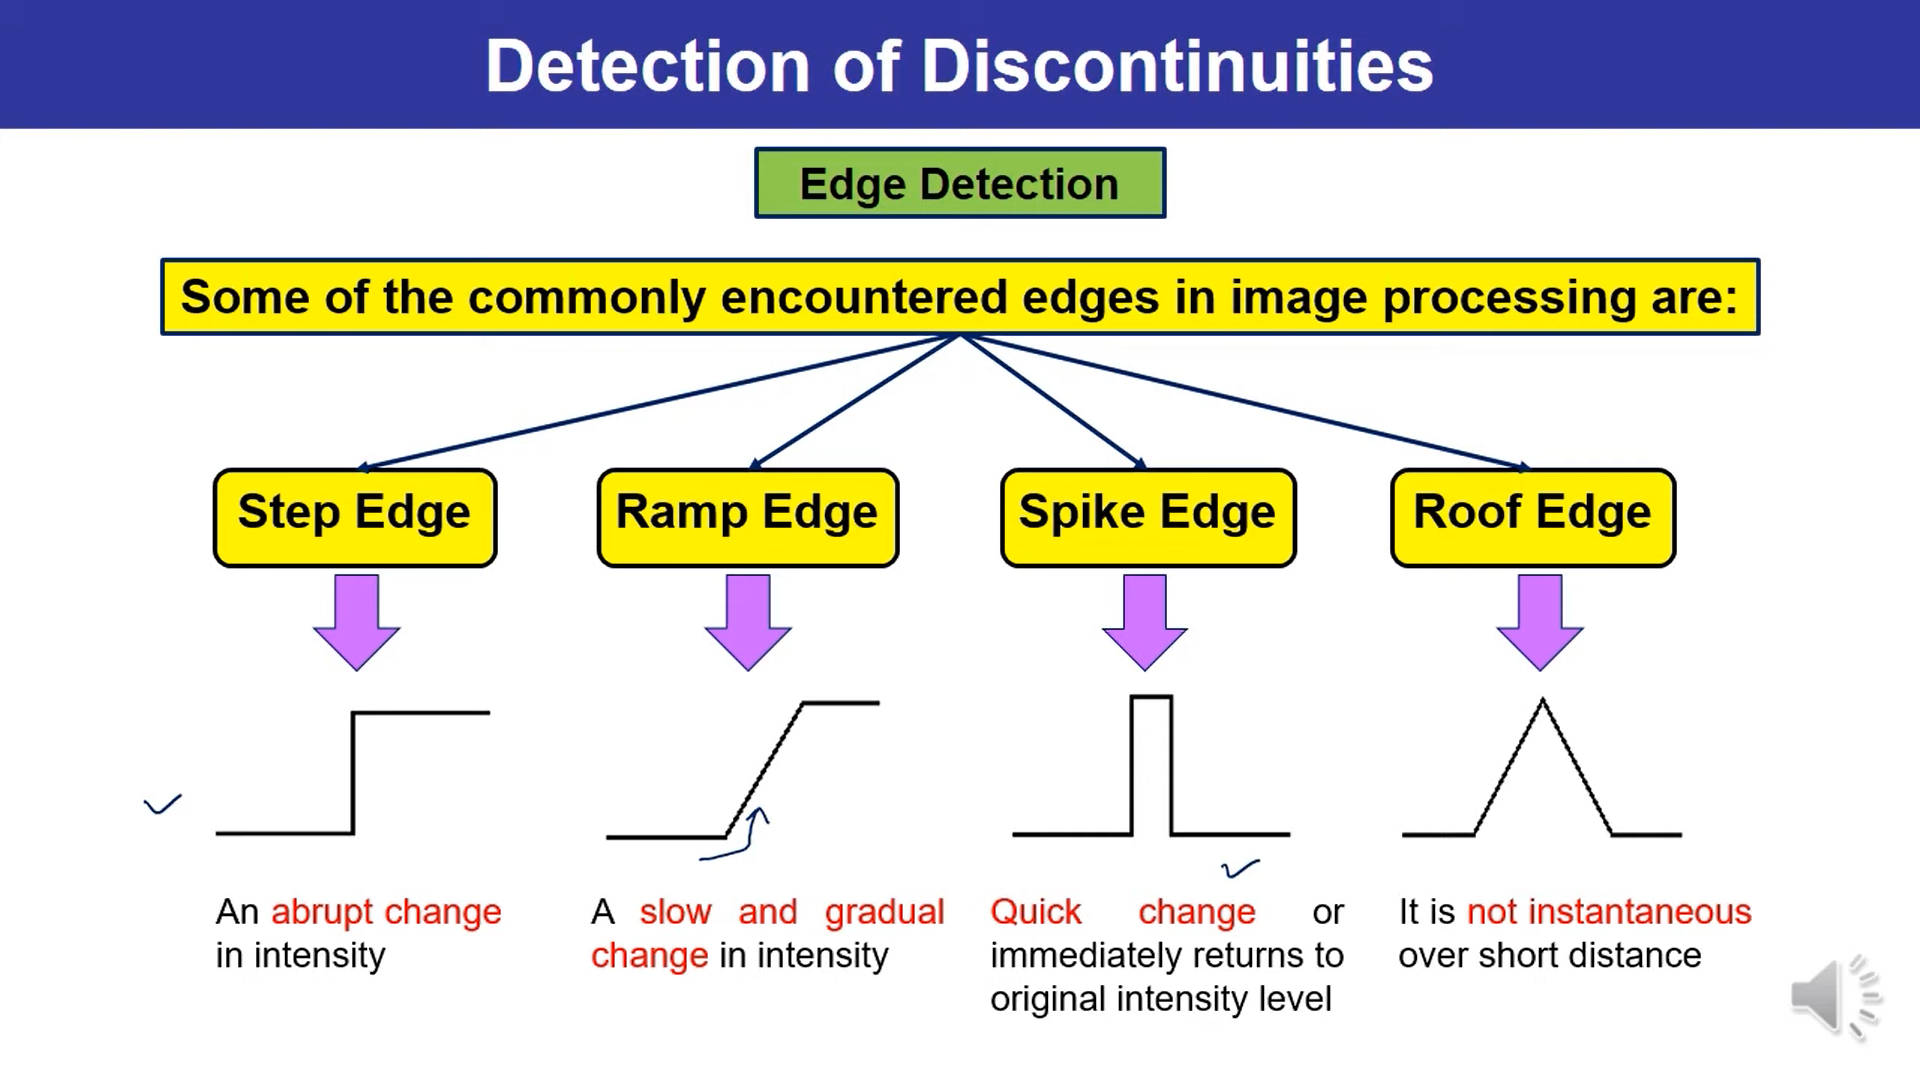 Detection of Discontinuities
Edge Detection
Some of the commonly encountered edges in image processing are:
Step Edge
Ramp Edge
Spike Edge
Roof Edge
An abrupt change
in intensity
A slow and gradual
change in intensity
Quick change or
immediately returns to
original intensity level
It is not instantaneous
over short distance